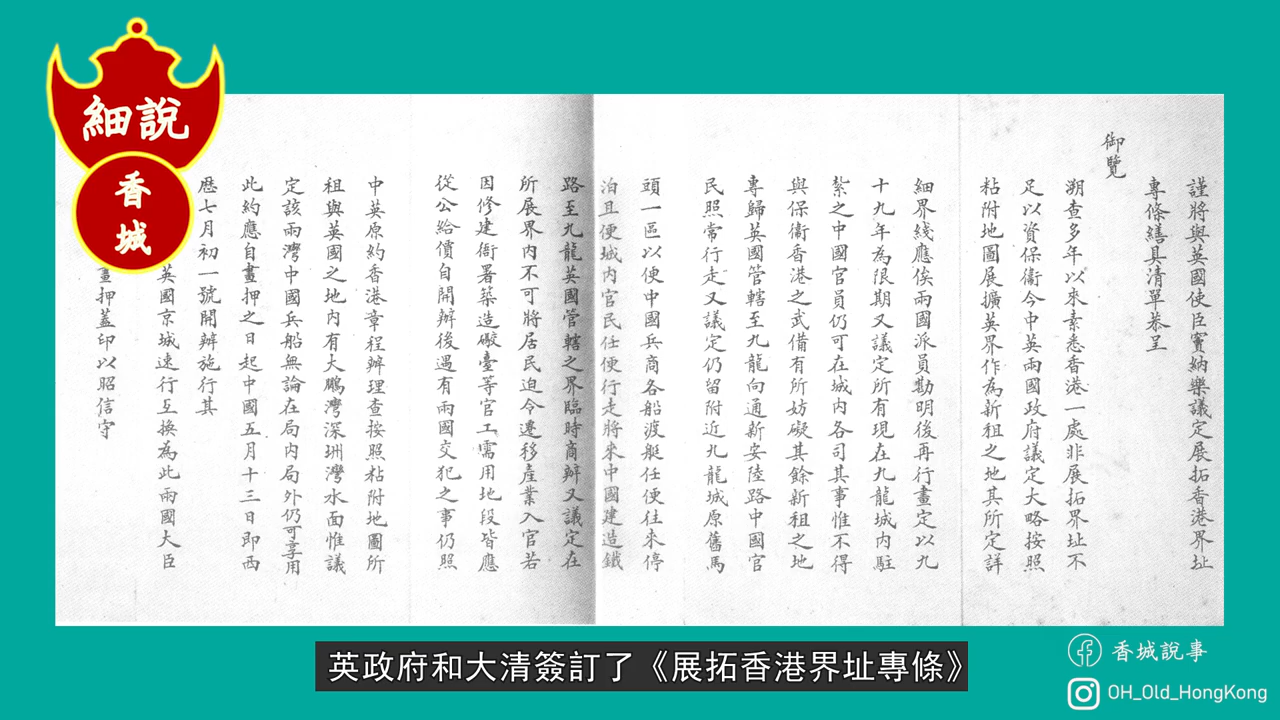 細說
香城
御覽
謹將與英國使臣竇納樂議定展拓香港界址
專條繕具清單恭呈
溯查多年以來素悉香港一處非展拓界址不
足以資保衞今中英兩國政府議定大略按照
粘附地圖展擴英界作為新租之地其所定詳
細界綫應俟兩國派員勘明後再行畫定以九
十九年為限期又議定所有現在九龍城內駐
紮之中國官員仍可在城內各司其事惟不得
與保衞香港之武備有所妨礙其餘新租之地
專歸英國管轄至九龍向通新安陸路中國官
民照常行走又議定仍留附近九龍城原舊馬
頭一區以便中國兵商各船渡艇任便往來停
泊且便城內官民任便行走將來中國建造鐵
路至九龍英國管轄之界臨時商辦又議定在
所展界內不可將居民迫令遷移產業入官若
因修建衙署築造礮臺等官工需用地段皆應
從公給價自開辦後遇有兩國交犯之事仍照
中英原約香港章程辦理查按照粘附地圖所
租與英國之地內有大鵬灣深圳灣水面惟議
定該兩灣中國兵船無論在局內局外仍可享用
此約應自畫押之日起中國五月十三日即西
歷七月初一號開辦施行其
英國京城速行互換為此兩國大臣
畫押蓋印以昭信守
英政府和大清簽訂了《展拓香港界址專條》
香城說事
OH_Old_HongKong